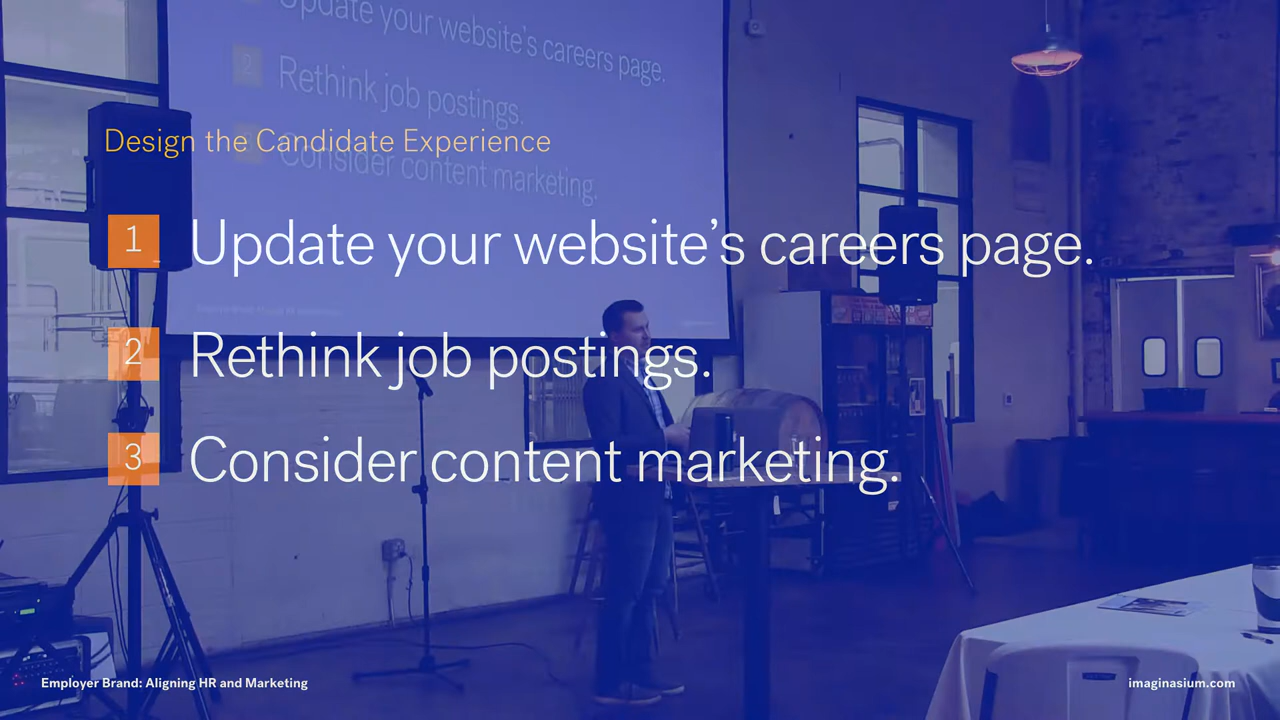 Update your website's careers page.
2
Rethink job postings.
Consider content marketing.
Design the Candidate Experience
1 Update your website’s careers page.
2 Rethink job postings.
3 Consider content marketing.
Employer Brand: Aligning HR and Marketing
imaginasium.com